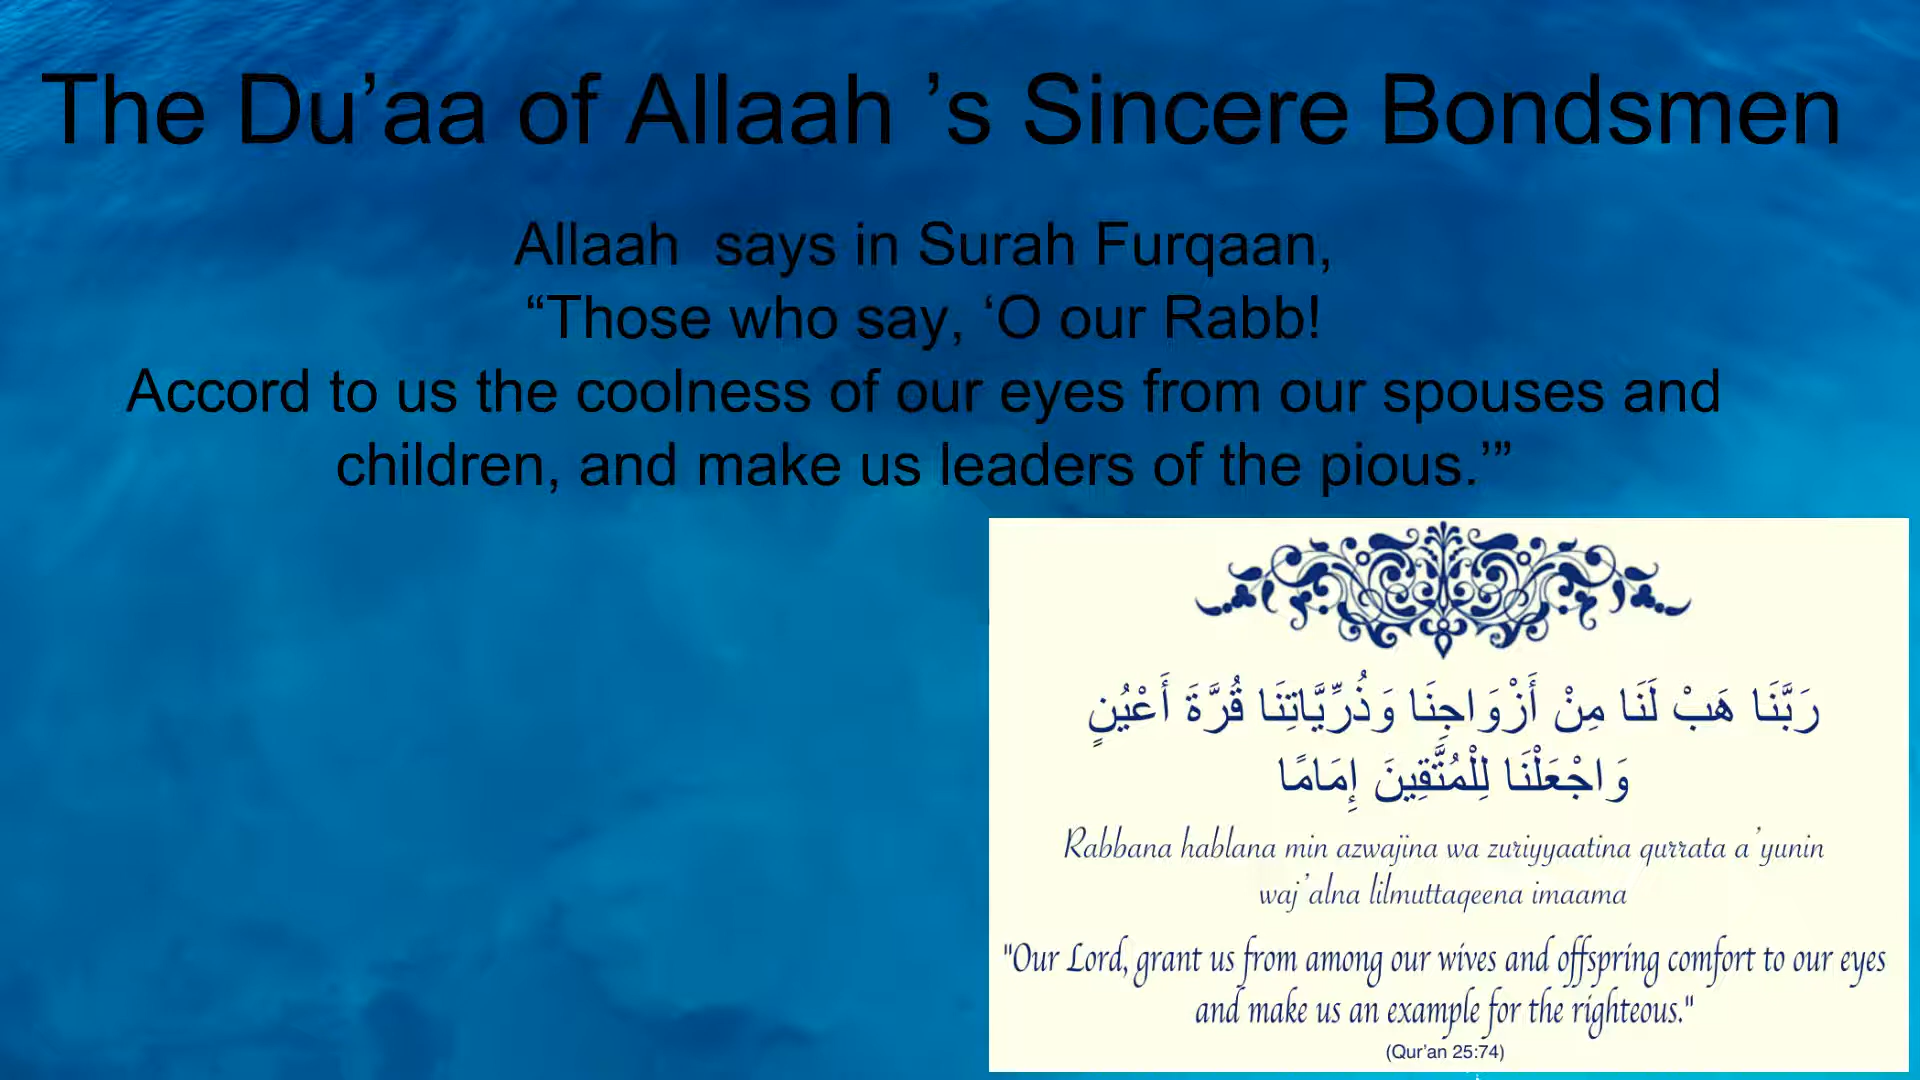 The Du’aa of Allaah ’s Sincere Bondsmen
Allaah  says in Surah Furqaan,
“Those who say, ‘O our Rabb!
Accord to us the coolness of our eyes from our spouses and
children, and make us leaders of the pious.’”
رَبَّنَا هَبْ لَنَا مِنْ أَزْوَاجِنَا وَذُرِّيَّاتِنَا قُرَّةَ أَعْيُنٍ
وَاجْعَلْنَا لِلْمُتَّقِينَ إِمَامًا
Rabbana hablana min azwajina wa zuriyyaatina qurrata a’yunin
waj’alna lilmuttaqeena imaama
"Our Lord, grant us from among our wives and offspring comfort to our eyes
and make us an example for the righteous."
(Qur’an 25:74)